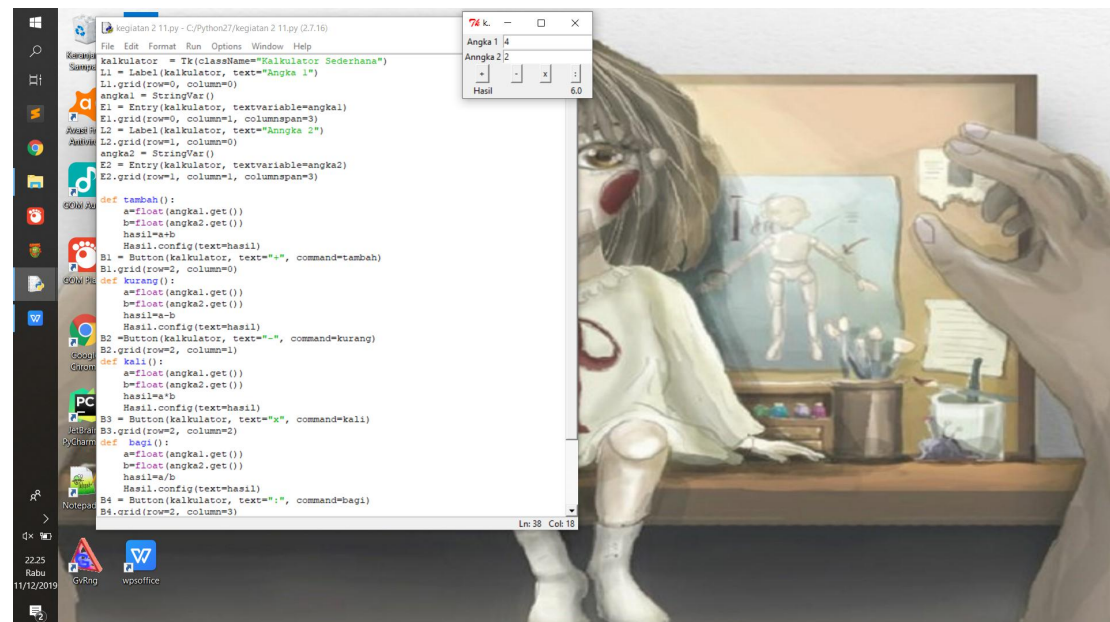 kegiatan 2 11.py - C:/Python27/kegiatan 2 11.py (2.7.16)
File Edit Format Run Options Window Help
kalkulator  = Tk(className="Kalkulator Sederhana")
L1 = Label(kalkulator, text="Angka 1")
L1.grid(row=0, column=0)
angka1 = StringVar()
E1 = Entry(kalkulator, textvariable=angka1)
E1.grid(row=0, column=1, columnspan=3)
L2 = Label(kalkulator, text="Anngka 2")
L2.grid(row=1, column=0)
angka2 = StringVar()
E2 = Entry(kalkulator, textvariable=angka2)
E2.grid(row=1, column=1, columnspan=3)
def tambah():
    a=float(angka1.get())
    b=float(angka2.get())
    hasil=a+b
    Hasil.config(text=hasil)
B1 = Button(kalkulator, text="+", command=tambah)
B1.grid(row=2, column=0)
def kurang():
    a=float(angka1.get())
    b=float(angka2.get())
    hasil=a-b
    Hasil.config(text=hasil)
B2 =Button(kalkulator, text="-", command=kurang)
B2.grid(row=2, column=1)
def kali():
    a=float(angka1.get())
    b=float(angka2.get())
    hasil=a*b
    Hasil.config(text=hasil)
B3 = Button(kalkulator, text="x", command=kali)
B3.grid(row=2, column=2)
def  bagi():
    a=float(angka1.get())
    b=float(angka2.get())
    hasil=a/b
    Hasil.config(text=hasil)
B4 = Button(kalkulator, text=":", command=bagi)
B4.grid(row=2, column=3)
Ln: 38 Col: 18
k..
Angka 1 4
Anngka 2 2
+ - x :
Hasil 6.0
PC
Notepad
GvRng
wpsoffice
22.25
Rabu
11/12/2019
2